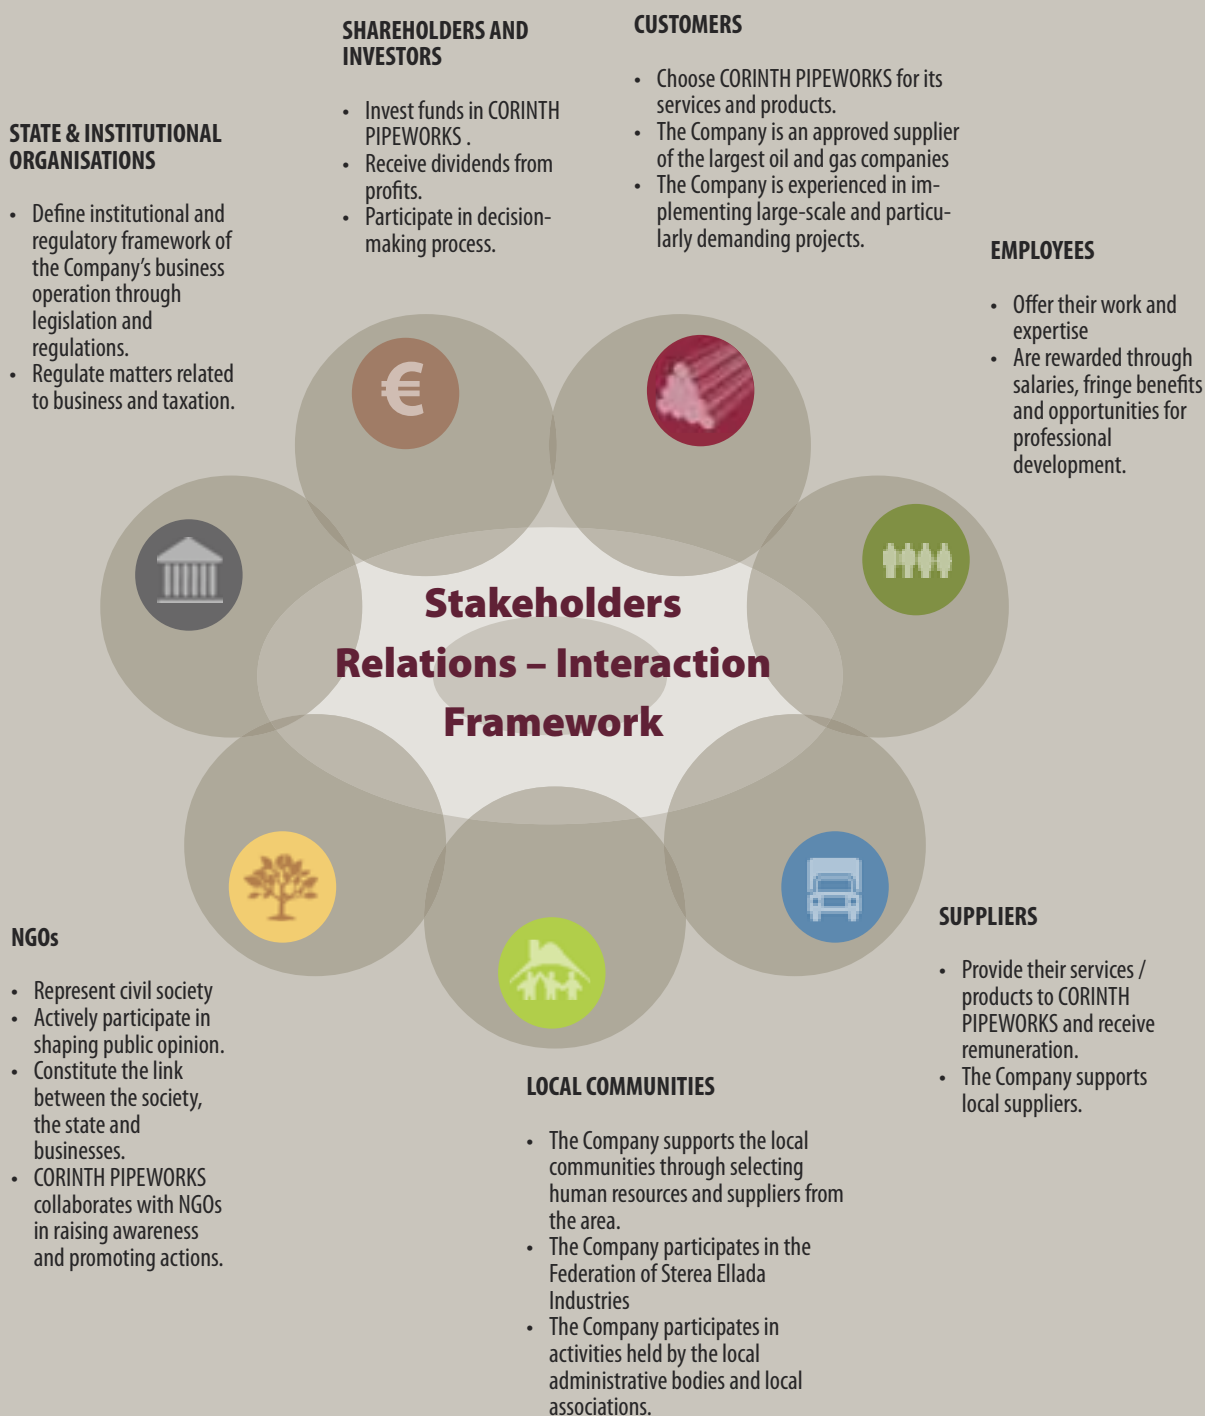 SHAREHOLDERS AND
INVESTORS
• Invest funds in CORINTH
PIPEWORKS .
• Receive dividends from
profits.
• Participate in decision-
making process.
CUSTOMERS
• Choose CORINTH PIPEWORKS for its
services and products.
• The Company is an approved supplier
of the largest oil and gas companies
• The Company is experienced in im-
plementing large-scale and particu-
larly demanding projects.
STATE & INSTITUTIONAL
ORGANISATIONS
• Define institutional and
regulatory framework of
the Company's business
operation through
legislation and
regulations.
• Regulate matters related
to business and taxation.
EMPLOYEES
• Offer their work and
expertise
• Are rewarded through
salaries, fringe benefits
and opportunities for
professional
development.
€
Stakeholders
Relations – Interaction
Framework
NGOs
• Represent civil society
• Actively participate in
shaping public opinion.
• Constitute the link
between the society,
the state and
businesses.
• CORINTH PIPEWORKS
collaborates with NGOs
in raising awareness
and promoting actions.
SUPPLIERS
• Provide their services /
products to CORINTH
PIPEWORKS and receive
remuneration.
• The Company supports
local suppliers.
LOCAL COMMUNITIES
• The Company supports the local
communities through selecting
human resources and suppliers from
the area.
• The Company participates in the
Federation of Sterea Ellada
Industries
• The Company participates in
activities held by the local
administrative bodies and local
associations.